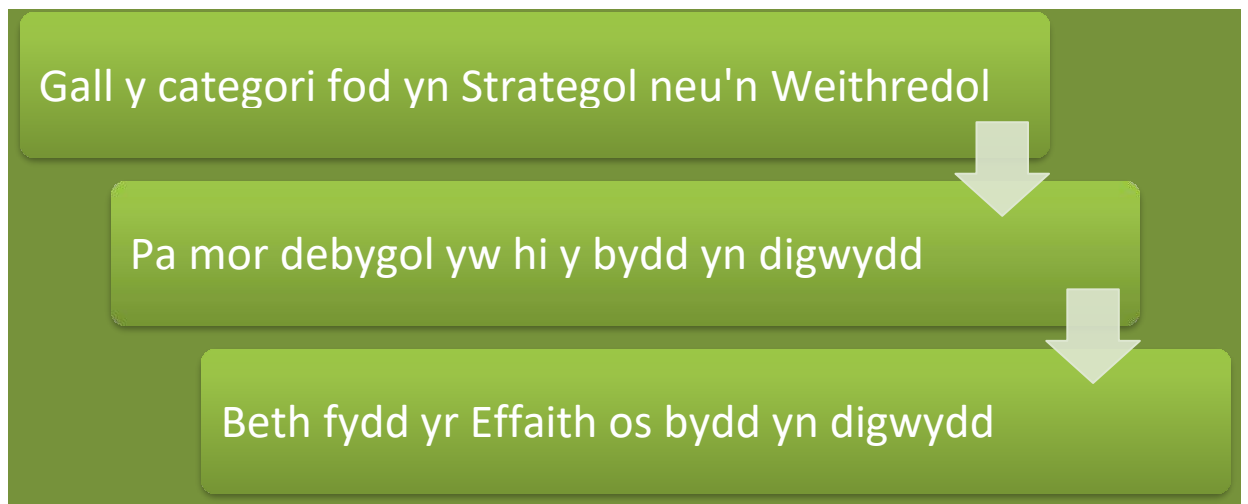 Gall y categori fod yn Strategol neu'n Weithredol
Pa mor debygol yw hi y bydd yn digwydd
Beth fydd yr Effaith os bydd yn digwydd